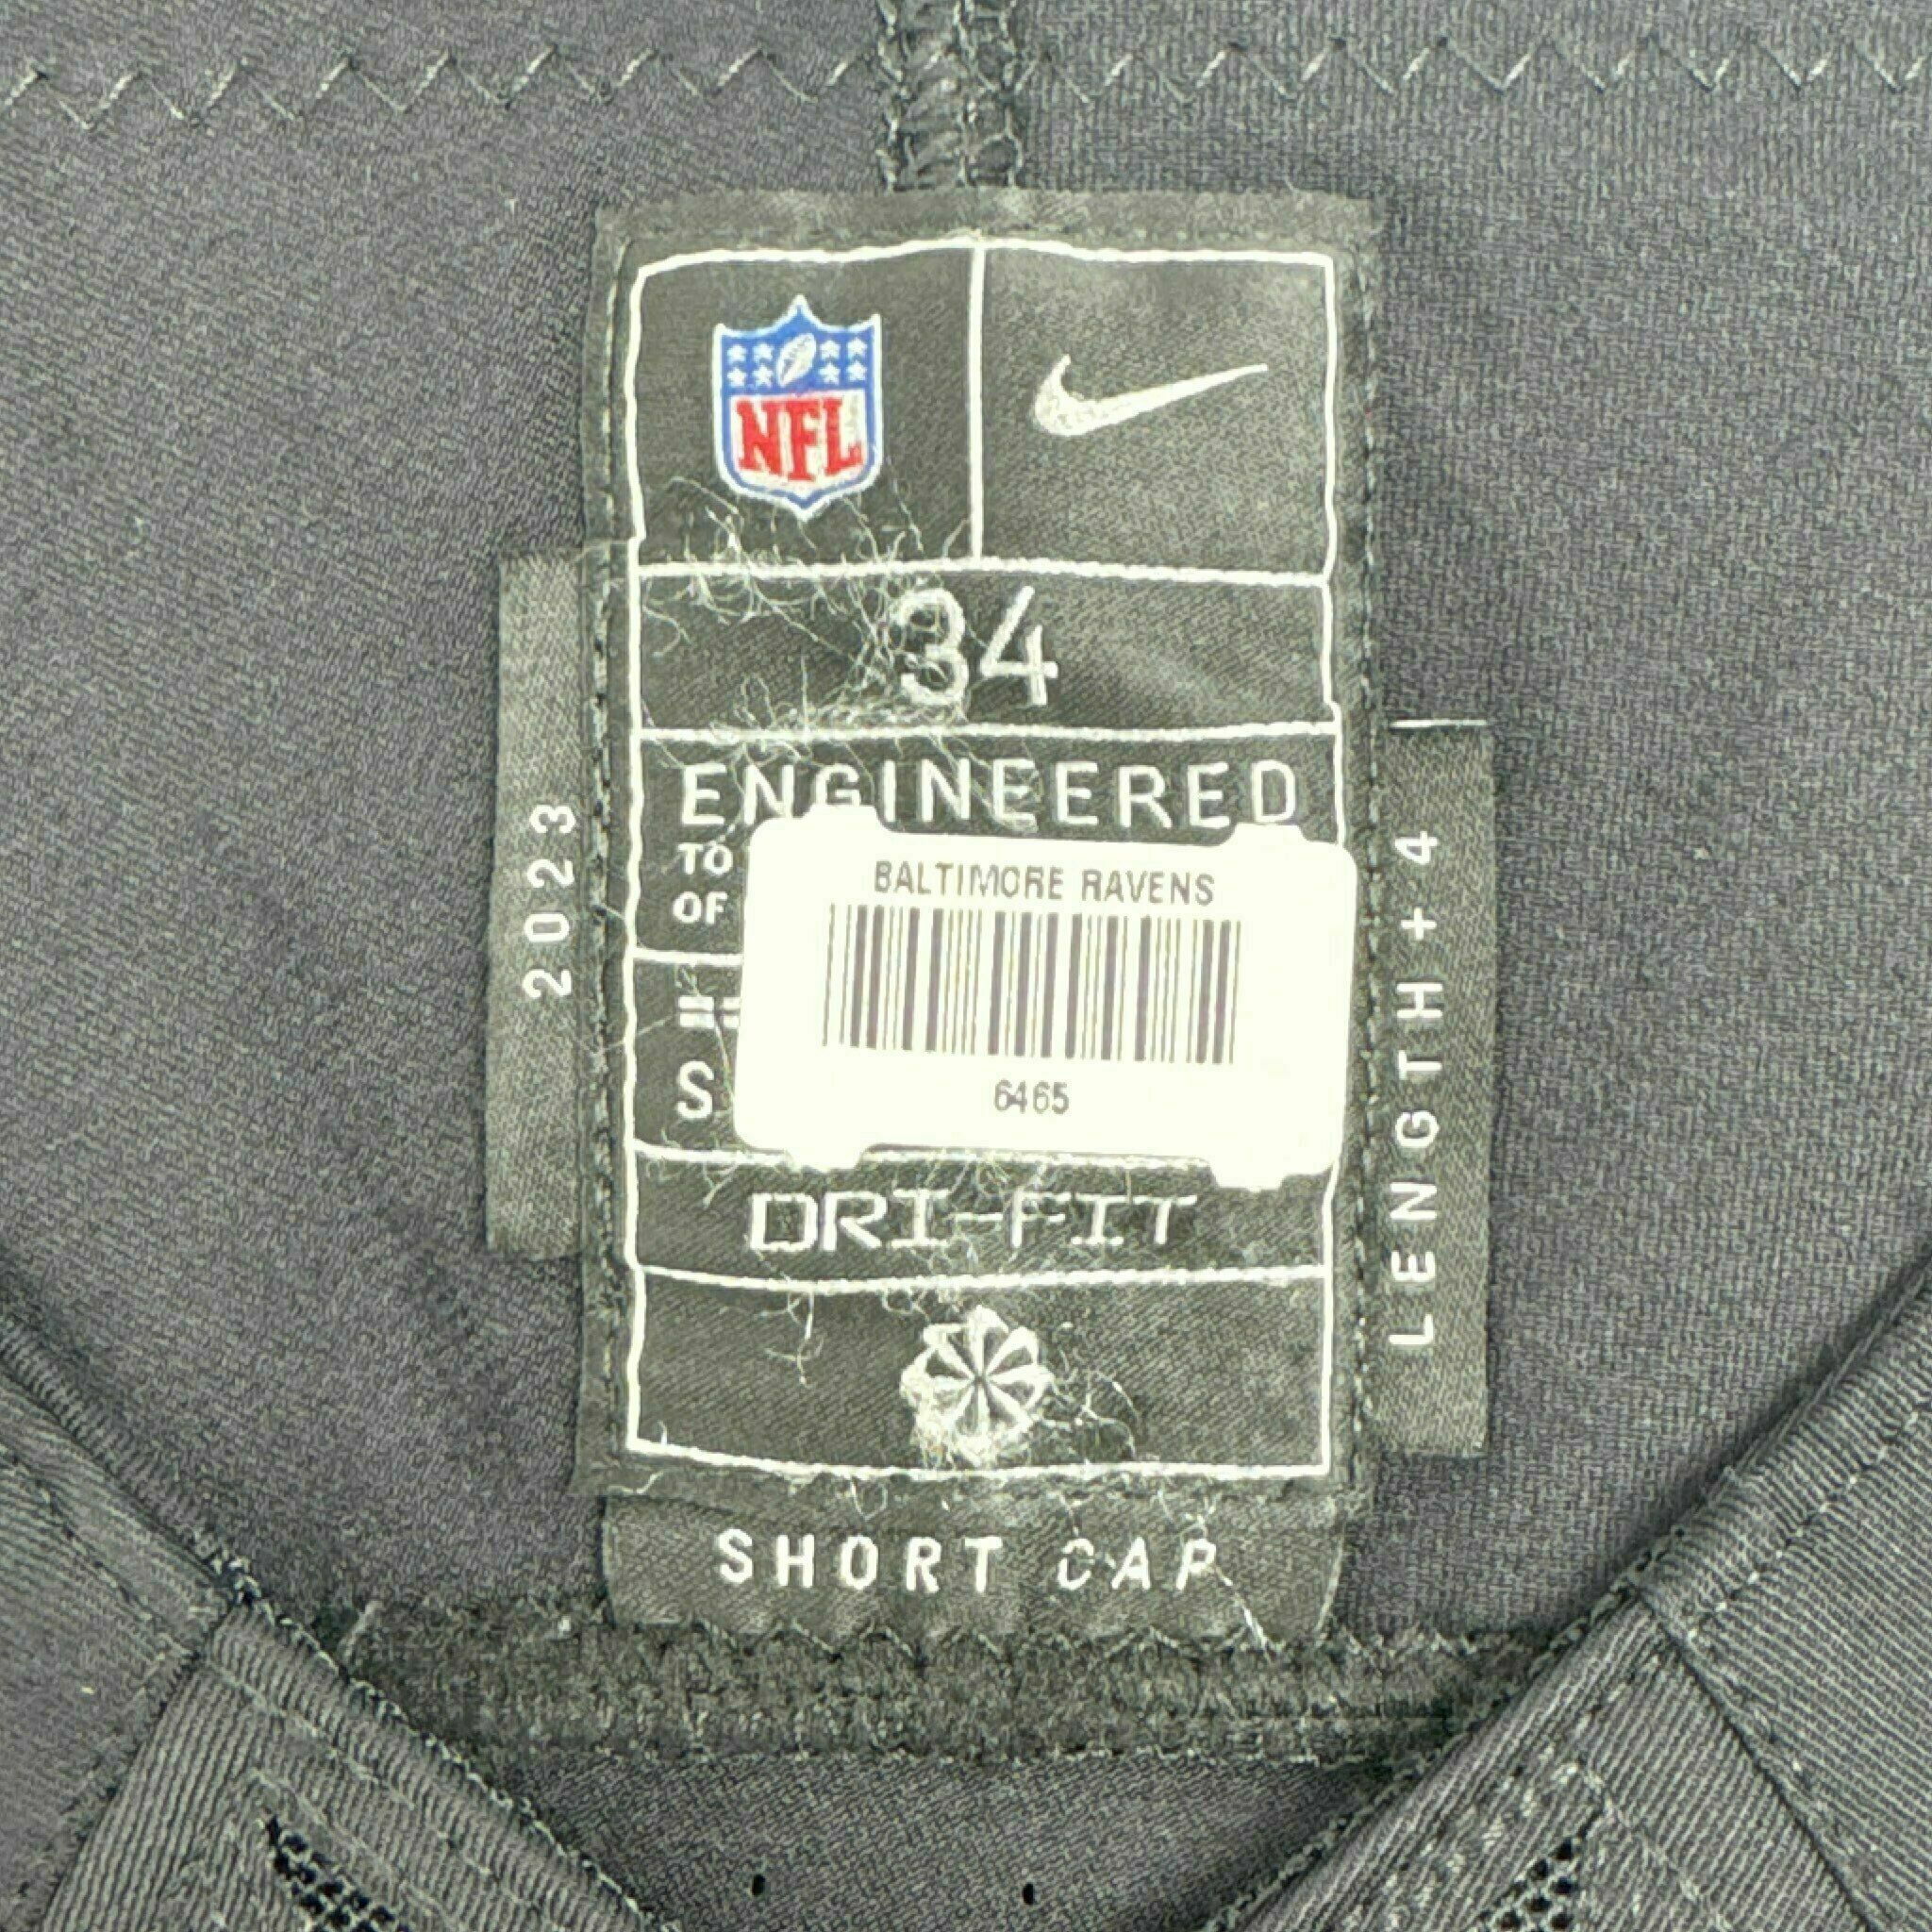 NFL
34
ENGINEERED
TO
OF
S
DRI-FIT
SHORT CAP
2023
LENGTH + 4
BALTIMORE RAVENS
6465